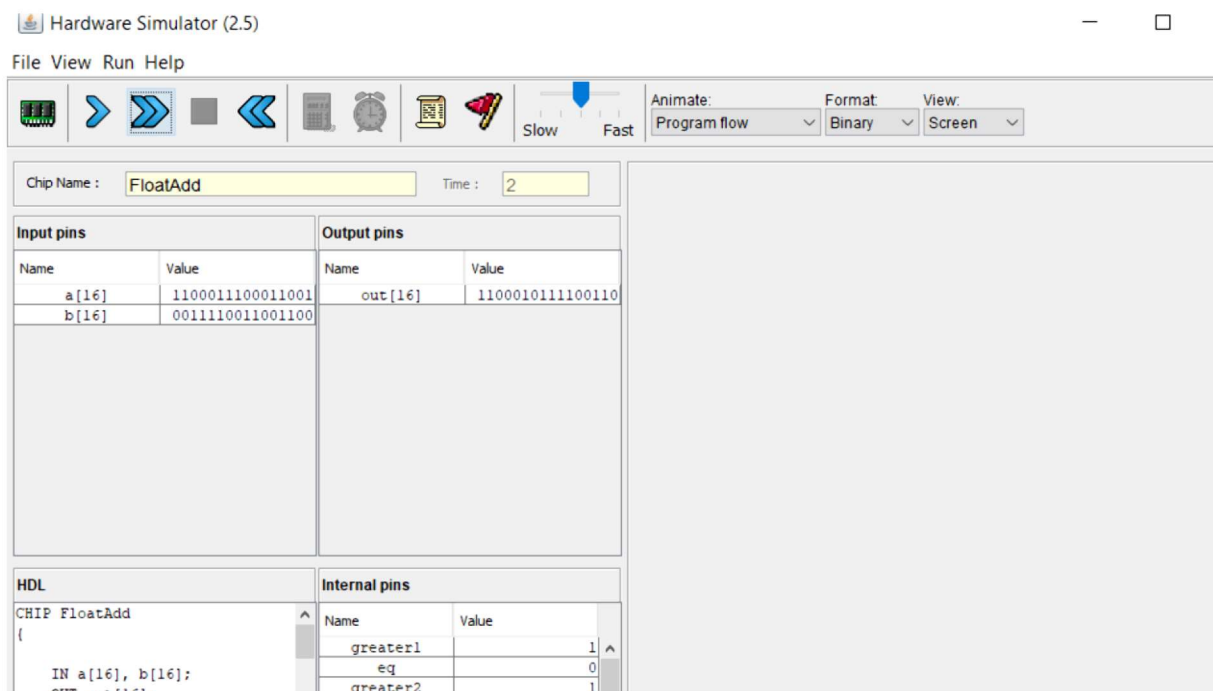 Hardware Simulator (2.5)
File View Run Help
Slow Fast
Animate: Format: View:
Program flow Binary Screen
Chip Name : FloatAdd Time : 2
Input pins Output pins
Name Value Name Value
a[16] 1100011100011001 out[16] 1100010111100110
b[16] 0011110011001100
HDL Internal pins
CHIP FloatAdd
{
Name Value
greater1 1
eq 0
IN a[16], b[16];
greater2 1